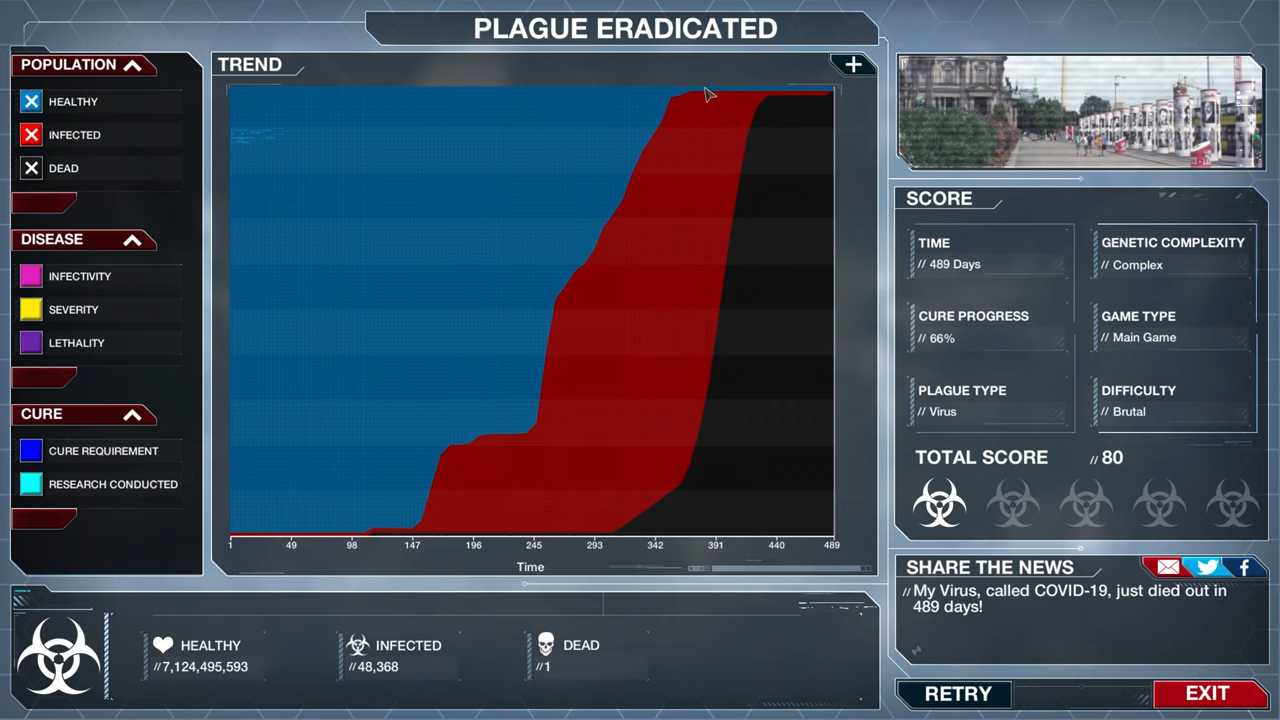 PLAGUE ERADICATED
POPULATION
HEALTHY
INFECTED
DEAD
DISEASE
INFECTIVITY
SEVERITY
LETHALITY
CURE
CURE REQUIREMENT
RESEARCH CONDUCTED
TREND
+
1 49 98 147 196 245 293 342 391 440 489
Time
SCORE
TIME
// 489 Days
GENETIC COMPLEXITY
// Complex
CURE PROGRESS
// 66%
GAME TYPE
// Main Game
PLAGUE TYPE
// Virus
DIFFICULTY
// Brutal
TOTAL SCORE // 80
SHARE THE NEWS
// My Virus, called COVID-19, just died out in
489 days!
HEALTHY
// 7,124,495,593
INFECTED
// 48,368
DEAD
// 1
RETRY
EXIT